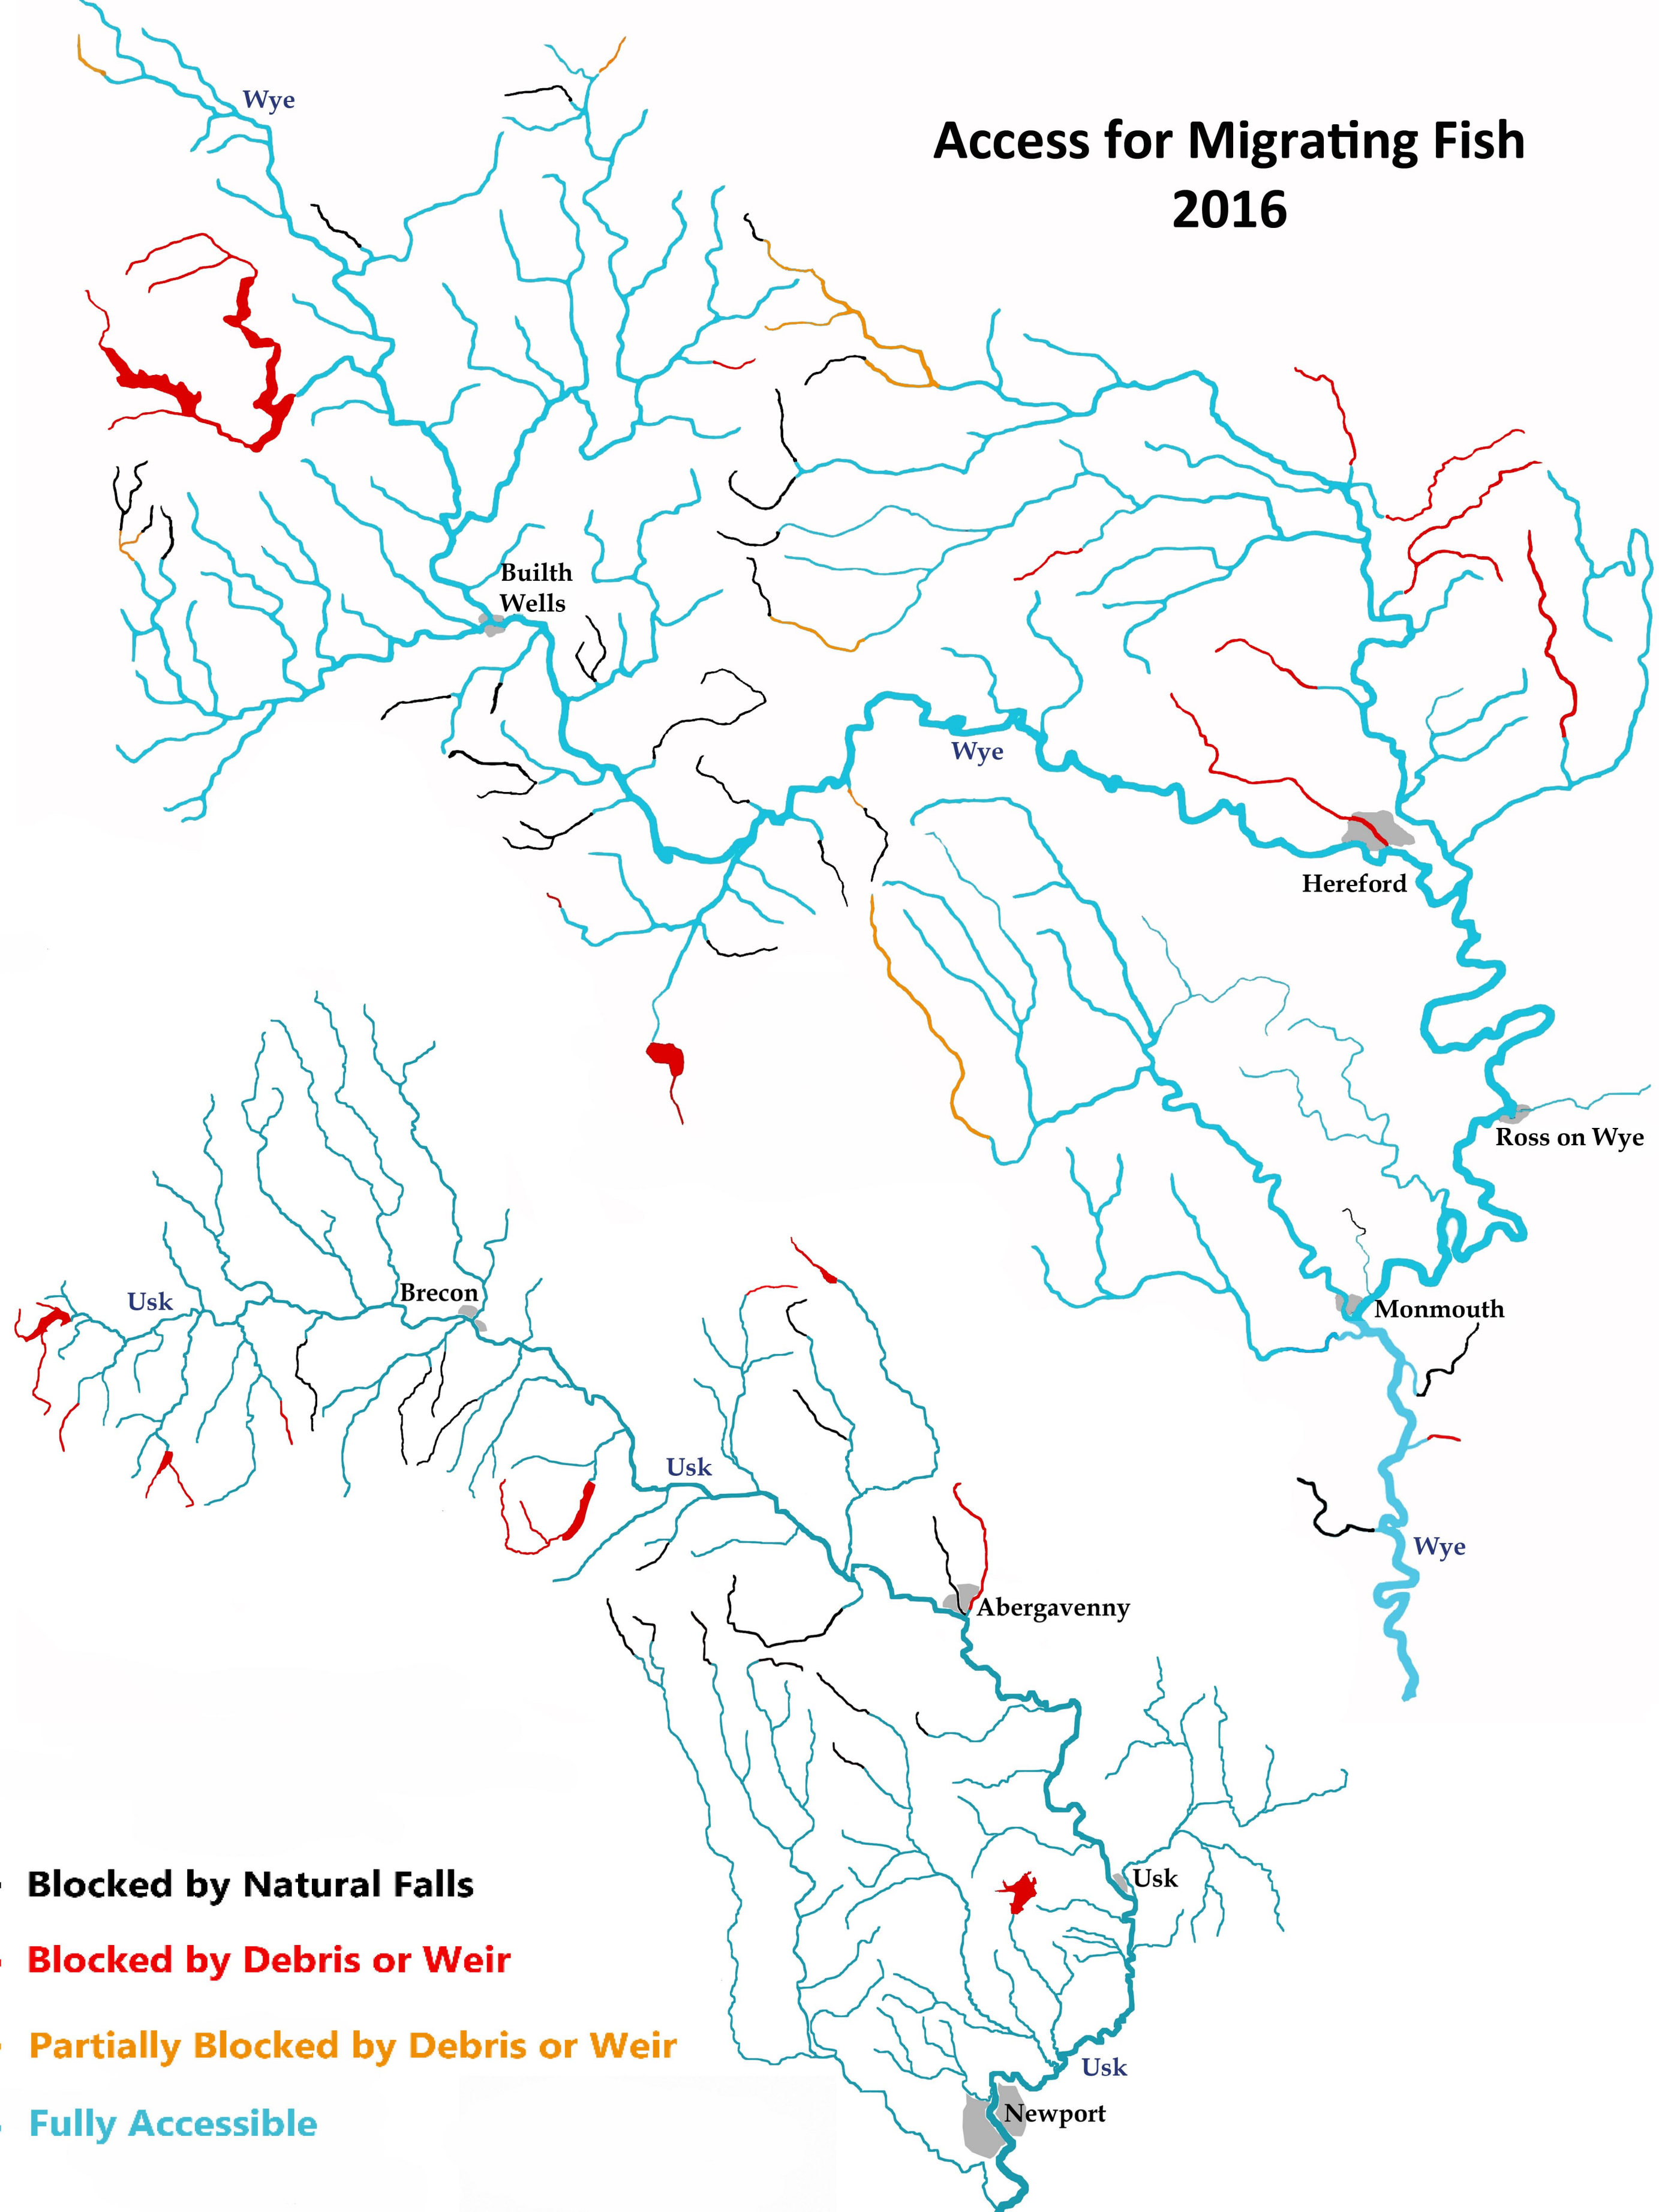 Access for Migrating Fish
2016
Wye
Builth
Wells
Wye
Hereford
Ross on Wye
Monmouth
Brecon
Usk
Usk
Wye
Abergavenny
Usk
Usk
Newport
Blocked by Natural Falls
Blocked by Debris or Weir
Partially Blocked by Debris or Weir
Fully Accessible